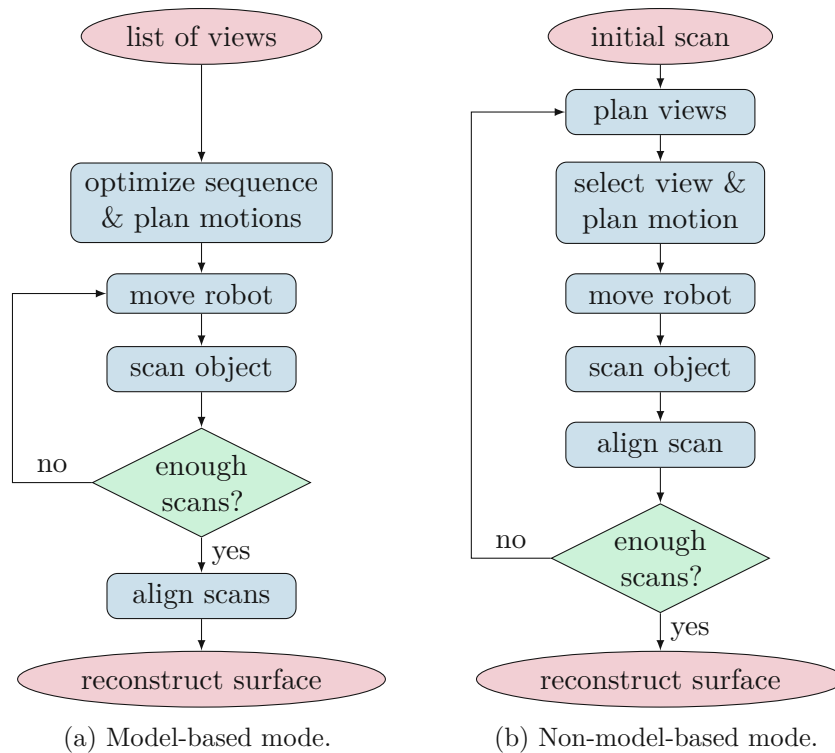 list of views
optimize sequence
& plan motions
move robot
scan object
enough
scans?
no
yes
align scans
reconstruct surface
(a) Model-based mode.
initial scan
plan views
select view &
plan motion
move robot
scan object
align scan
enough
scans?
no
yes
reconstruct surface
(b) Non-model-based mode.